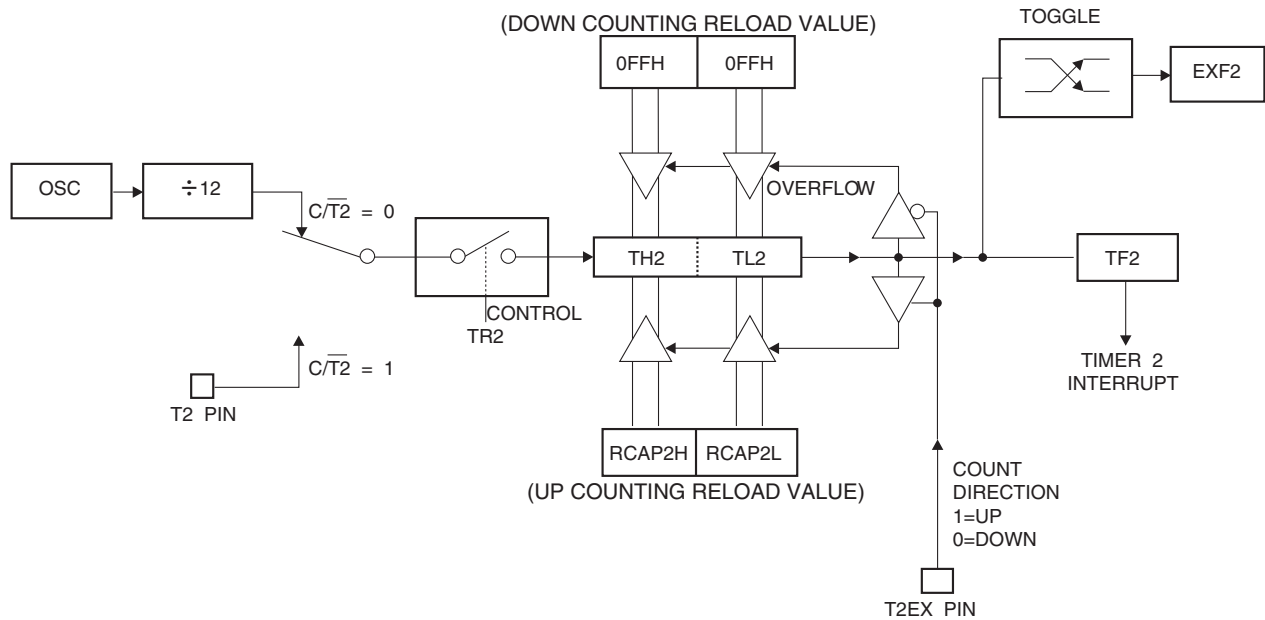 TOGGLE
(DOWN COUNTING RELOAD VALUE)
0FFH 0FFH
EXF2
OSC
÷12
OVERFLOW
C/T2̅ = 0
TH2 TL2
TF2
CONTROL
TR2
C/T2̅ = 1
TIMER 2
INTERRUPT
T2 PIN
RCAP2H RCAP2L
(UP COUNTING RELOAD VALUE)
COUNT
DIRECTION
1=UP
0=DOWN
T2EX PIN